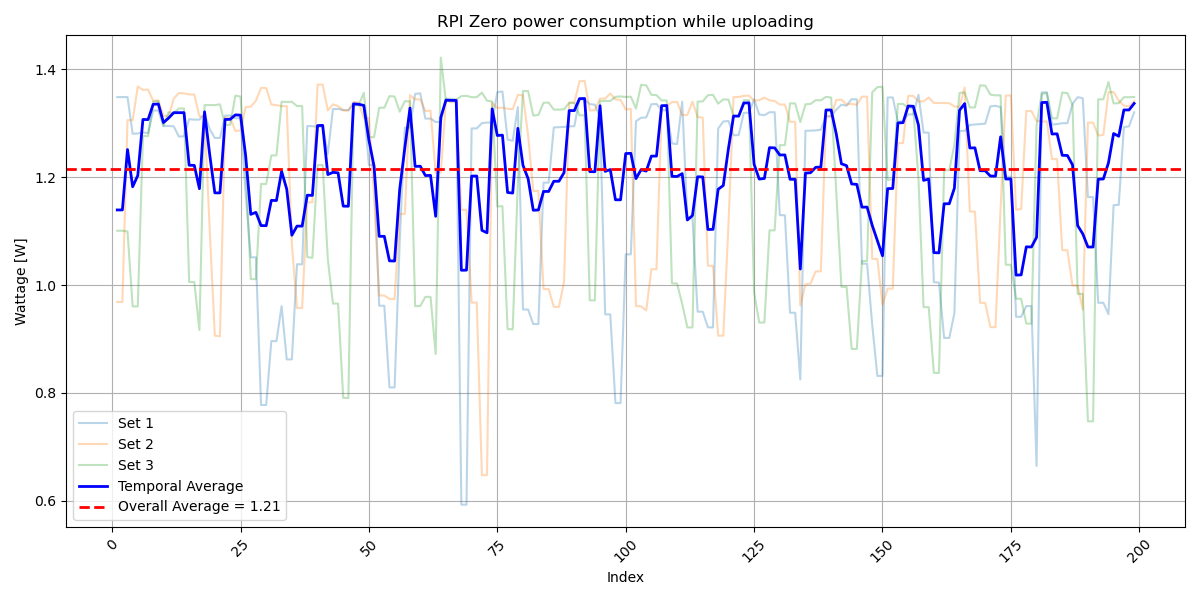 RPI Zero power consumption while uploading
Wattage [W]
1.4
1.2
1.0
0.8
0.6
Set 1
Set 2
Set 3
Temporal Average
Overall Average = 1.21
0
25
50
75
100
125
150
175
200
Index